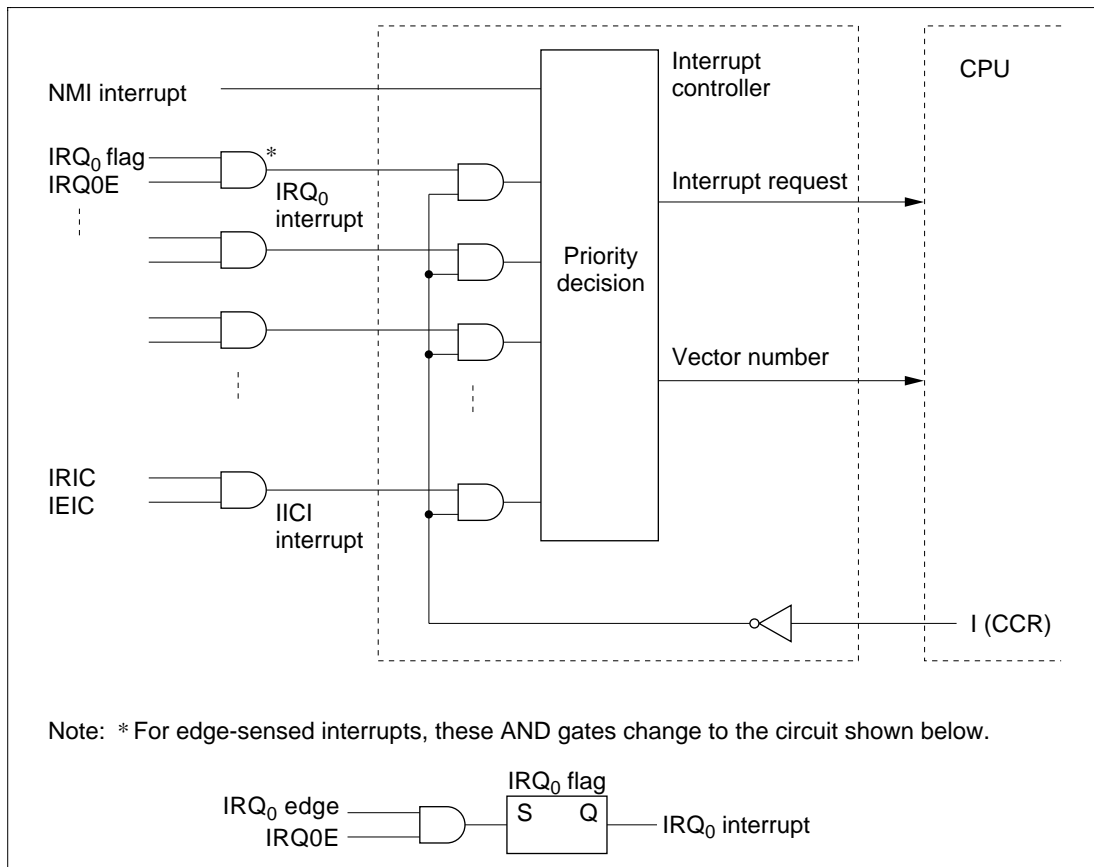 NMI interrupt
Interrupt
controller
CPU
IRQ0 flag
IRQ0E
*
IRQ0
interrupt
Interrupt request
Priority
decision
Vector number
IRIC
IEIC
IICI
interrupt
I (CCR)
Note: * For edge-sensed interrupts, these AND gates change to the circuit shown below.
IRQ0 flag
IRQ0 edge
IRQ0E
S Q
IRQ0 interrupt